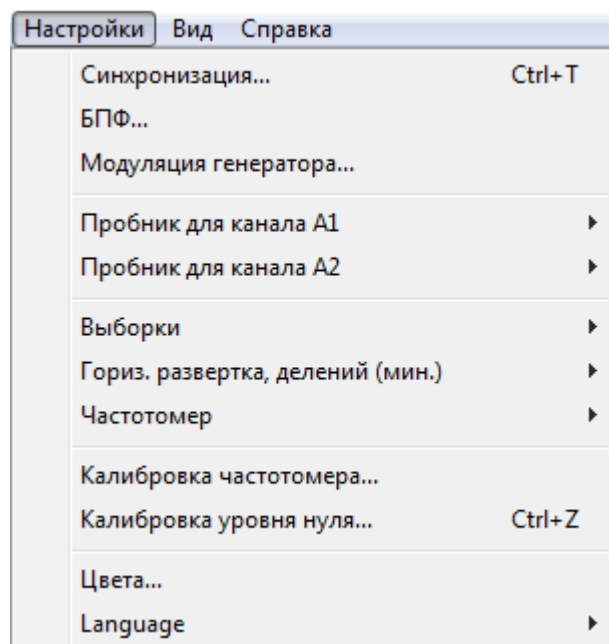 Настройки Вид Справка
Синхронизация... Ctrl+T
БПФ...
Модуляция генератора...
Пробник для канала A1
Пробник для канала A2
Выборки
Гориз. развертка, делений (мин.)
Частотомер
Калибровка частотомера...
Калибровка уровня нуля... Ctrl+Z
Цвета...
Language